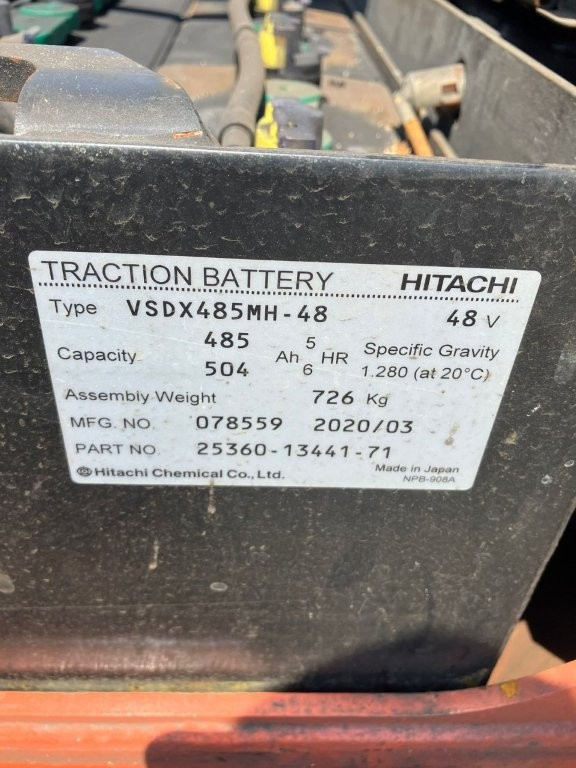 TRACTION BATTERY HITACHI
Type VSDX485MH-48 48 V
Capacity 485 Ah 5 HR Specific Gravity
504 6 1.280 (at 20°C)
Assembly Weight 726 Kg
MFG. NO. 078559 2020/03
PART NO. 25360-13441-71
Hitachi Chemical Co., Ltd. Made in Japan
NPB-908A